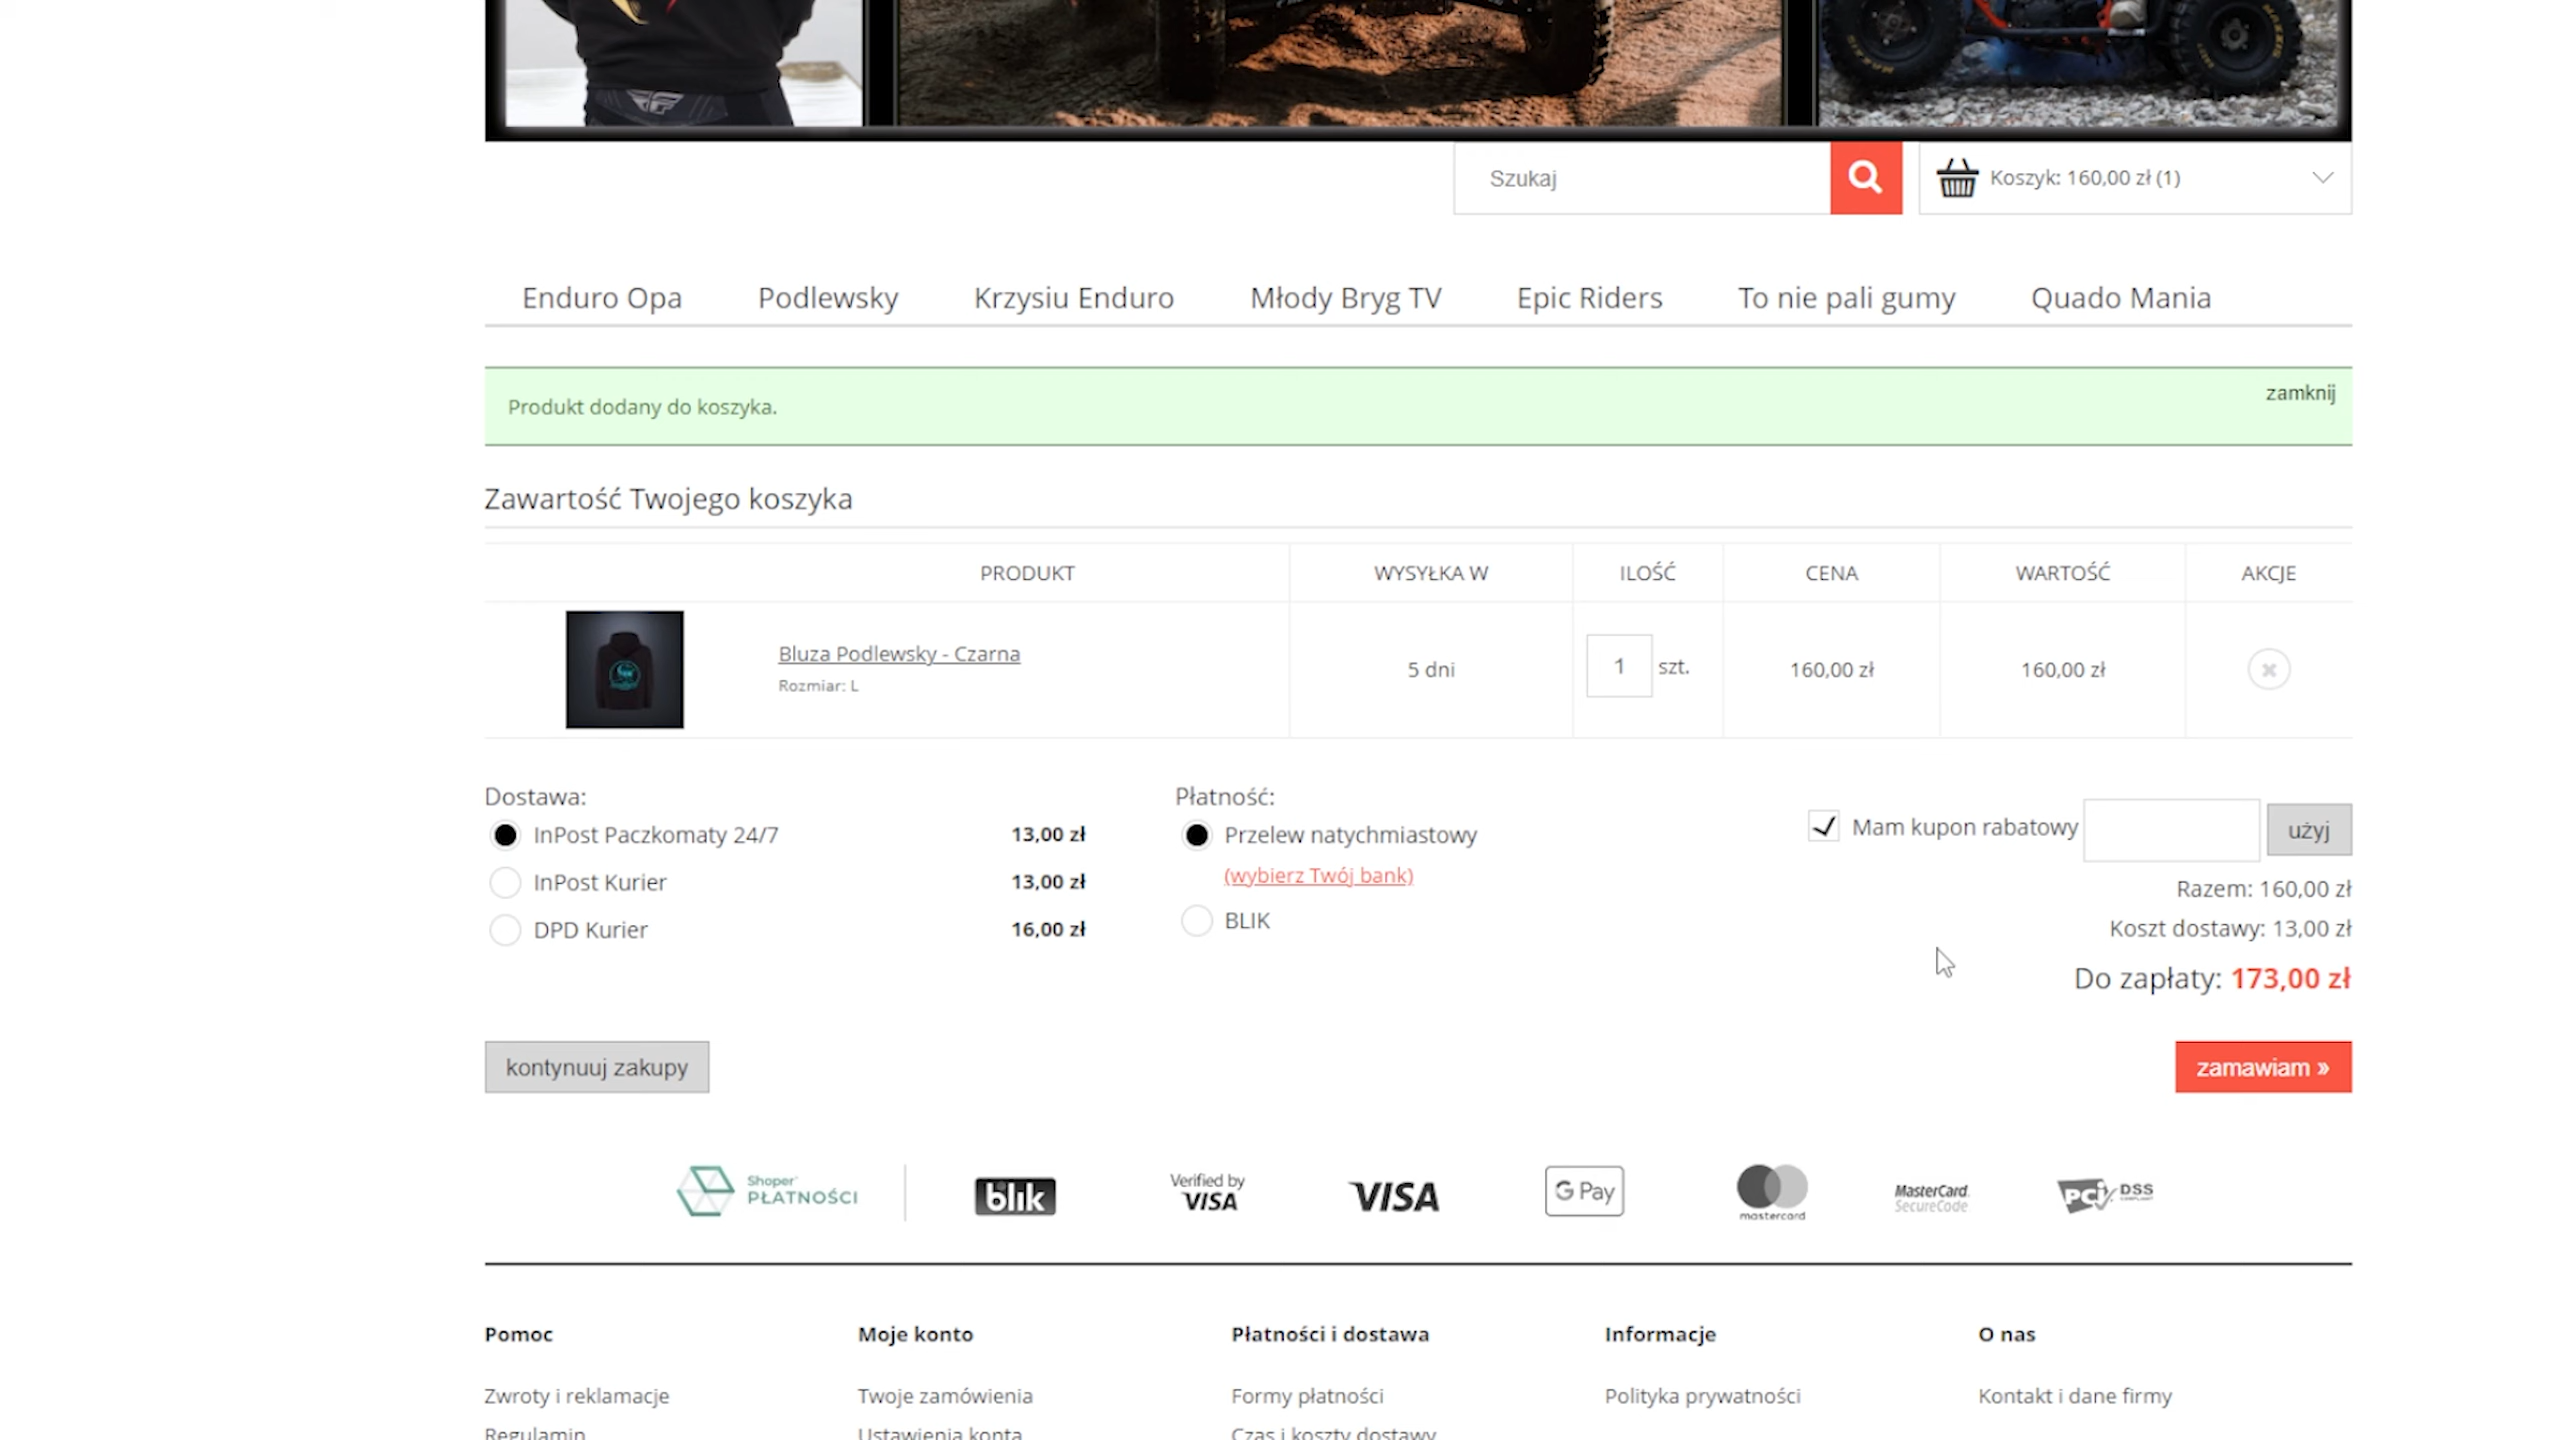 Szukaj
Koszyk: 160,00 zł (1)
Enduro Opa Podlewsky Krzysiu Enduro Młody Bryg TV Epic Riders To nie pali gumy Quado Mania
zamknij
Produkt dodany do koszyka.
Zawartość Twojego koszyka
PRODUKT WYSYŁKA W ILOŚĆ CENA WARTOŚĆ AKCJE
Bluza Podlewsky - Czarna
Rozmiar: L
5 dni 1 szt. 160,00 zł 160,00 zł
Dostawa:
InPost Paczkomaty 24/7 13,00 zł
InPost Kurier 13,00 zł
DPD Kurier 16,00 zł
Płatność:
Przelew natychmiastowy
(wybierz Twój bank)
BLIK
Mam kupon rabatowy użyj
Razem: 160,00 zł
Koszt dostawy: 13,00 zł
Do zapłaty: 173,00 zł
kontynuuj zakupy
zamawiam »
Shoper PŁATNOŚCI
blik
Verified by VISA
VISA
G Pay
mastercard
MasterCard. SecureCode
PCI DSS
Pomoc Moje konto Płatności i dostawa Informacje O nas
Zwroty i reklamacje Twoje zamówienia Formy płatności Polityka prywatności Kontakt i dane firmy
Regulamin Ustawienia konta Czas i koszty dostawy